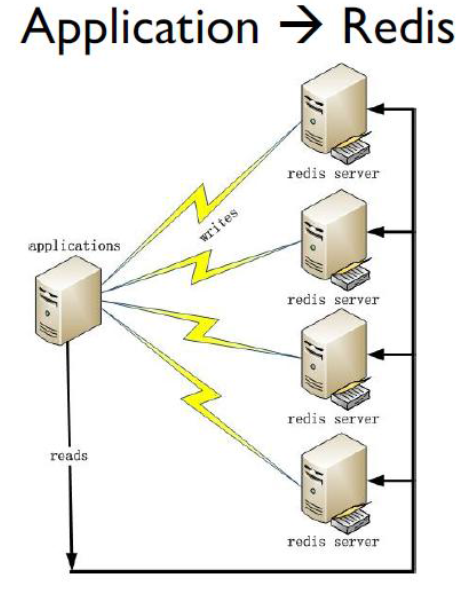 Application → Redis
redis server
writes
applications
redis server
redis server
reads
redis server